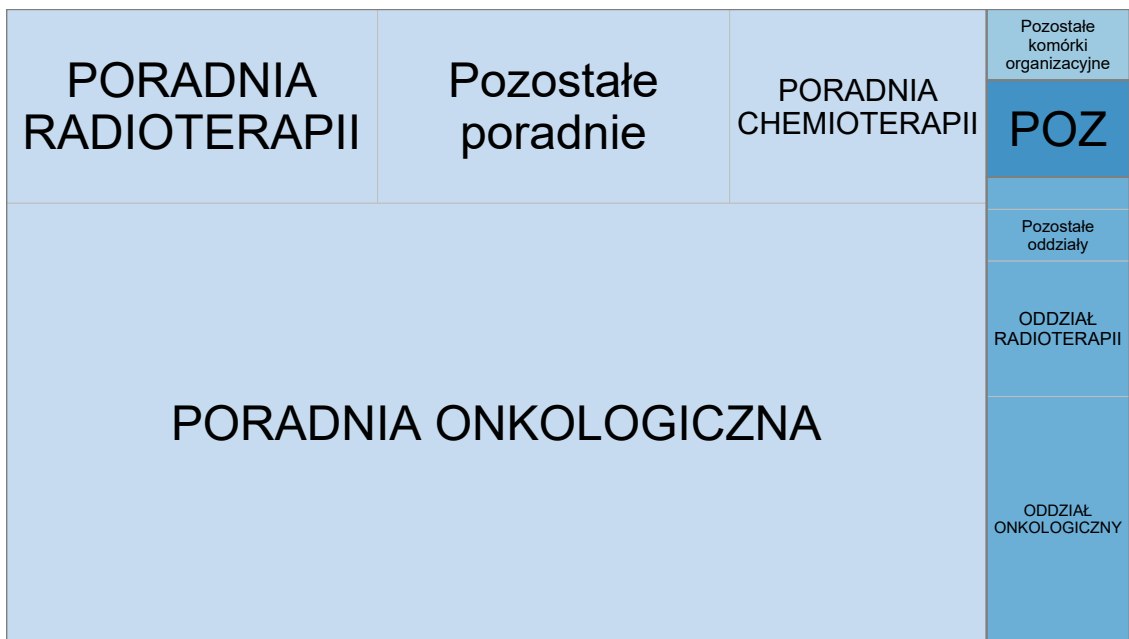 PORADNIA
RADIOTERAPII
Pozostałe
poradnie
PORADNIA
CHEMIOTERAPII
Pozostałe
komórki
organizacyjne
POZ
Pozostałe
oddziały
ODDZIAŁ
RADIOTERAPII
PORADNIA ONKOLOGICZNA
ODDZIAŁ
ONKOLOGICZNY